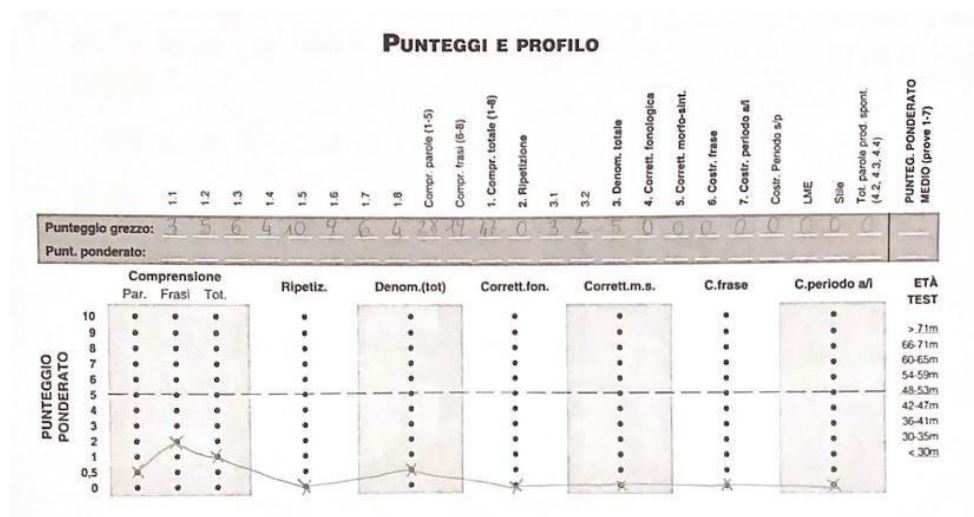 PUNTEGGI E PROFILO
1.1 1.2 1.3 1.4 1.5 1.6 1.7 1.8 Compr. parole (1-5) Compr. frasi (6-8) 1. Compr. totale (1-8) 2. Ripetizione 3.1 3.2 3. Denom. totale 4. Corrett. fonologica 5. Corrett. morfo-sint. 6. Costr. frase 7. Costr. periodo a/l Costr. Periodo s/p LME Stile Tot. parole prod. spont. (4.2, 4.3, 4.4) PUNTEG. PONDERATO MEDIO (prove 1-7)
Punteggio grezzo: 3 5 6 4 10 9 6 4 28 19 47 0 3 2 5 0 0 0 0 0 0 0 0
Punt. ponderato:
Comprensione Ripetiz. Denom.(tot) Corrett.fon. Corrett.m.s. C.frase C.periodo a/l ETÀ
Par. Frasi Tot. TEST
10 > 71m
9 66-71m
8 60-65m
7 54-59m
6 48-53m
5 42-47m
4 36-41m
3 30-35m
2 < 30m
1
0,5
0
PUNTEGGIO
PONDERATO